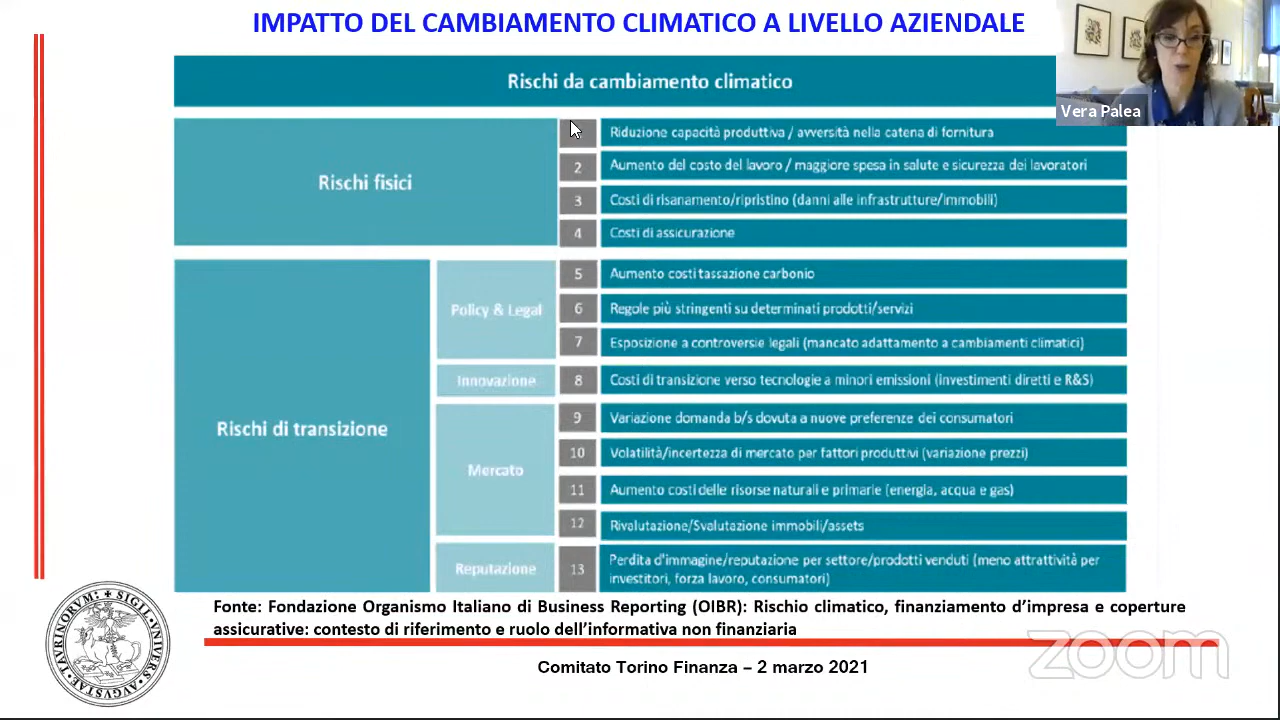 IMPATTO DEL CAMBIAMENTO CLIMATICO A LIVELLO AZIENDALE
Rischi da cambiamento climatico
Vera Palea
Rischi fisici
Riduzione capacità produttiva / avversità nella catena di fornitura
2 Aumento del costo del lavoro / maggiore spesa in salute e sicurezza dei lavoratori
3 Costi di risanamento/ripristino (danni alle infrastrutture/immobili)
4 Costi di assicurazione
Rischi di transizione
Policy & Legal
5 Aumento costi tassazione carbonio
6 Regole più stringenti su determinati prodotti/servizi
7 Esposizione a controversie legali (mancato adattamento a cambiamenti climatici)
Innovazione
8 Costi di transizione verso tecnologie a minori emissioni (investimenti diretti e R&S)
Mercato
9 Variazione domanda b/s dovuta a nuove preferenze dei consumatori
10 Volatilità/incertezza di mercato per fattori produttivi (variazione prezzi)
11 Aumento costi delle risorse naturali e primarie (energia, acqua e gas)
12 Rivalutazione/Svalutazione immobili/assets
Reputazione
13 Perdita d'immagine/reputazione per settore/prodotti venduti (meno attrattività per
investitori, forza lavoro, consumatori)
Fonte: Fondazione Organismo Italiano di Business Reporting (OIBR): Rischio climatico, finanziamento d'impresa e coperture
assicurative: contesto di riferimento e ruolo dell'informativa non finanziaria
Comitato Torino Finanza – 2 marzo 2021
zoom